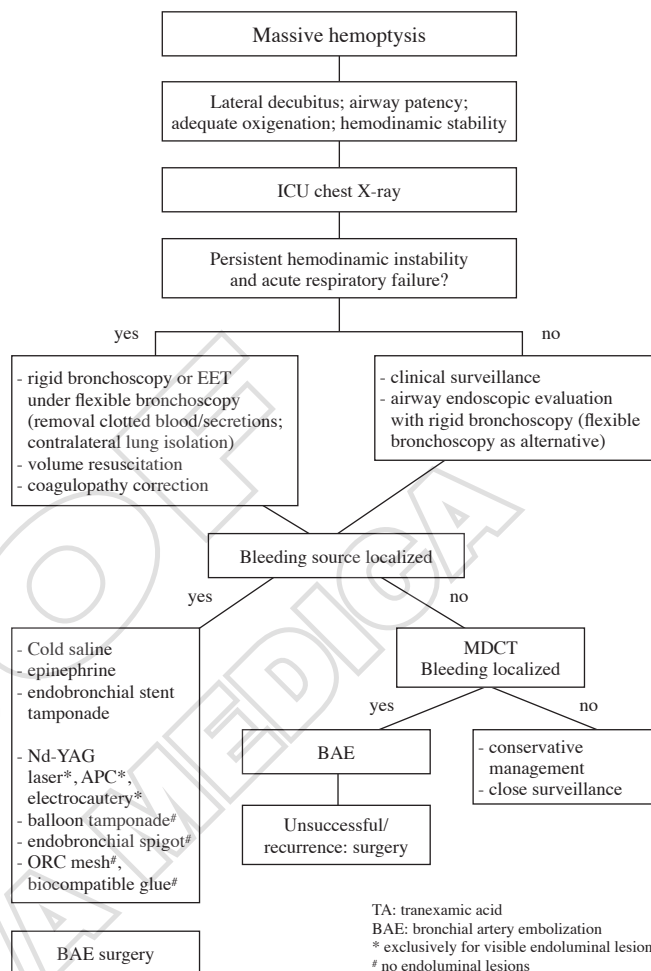 Massive hemoptysis
Lateral decubitus; airway patency;
adequate oxigenation; hemodinamic stability
ICU chest X-ray
Persistent hemodinamic instability
and acute respiratory failure?
yes
no
- rigid bronchoscopy or EET
under flexible bronchoscopy
(removal clotted blood/secretions;
contralateral lung isolation)
- volume resuscitation
- coagulopathy correction
- clinical surveillance
- airway endoscopic evaluation
with rigid bronchoscopy (flexible
bronchoscopy as alternative)
Bleeding source localized
yes
no
- Cold saline
- epinephrine
- endobronchial stent
tamponade
- Nd-YAG
laser*, APC*,
electrocautery*
- balloon tamponade#
- endobronchial spigot#
- ORC mesh#,
biocompatible glue#
MDCT
Bleeding localized
yes
no
BAE
- conservative
management
- close surveillance
Unsuccessful/
recurrence: surgery
BAE surgery
TA: tranexamic acid
BAE: bronchial artery embolization
* exclusively for visible endoluminal lesion
# no endoluminal lesions
OF
A MEDICA